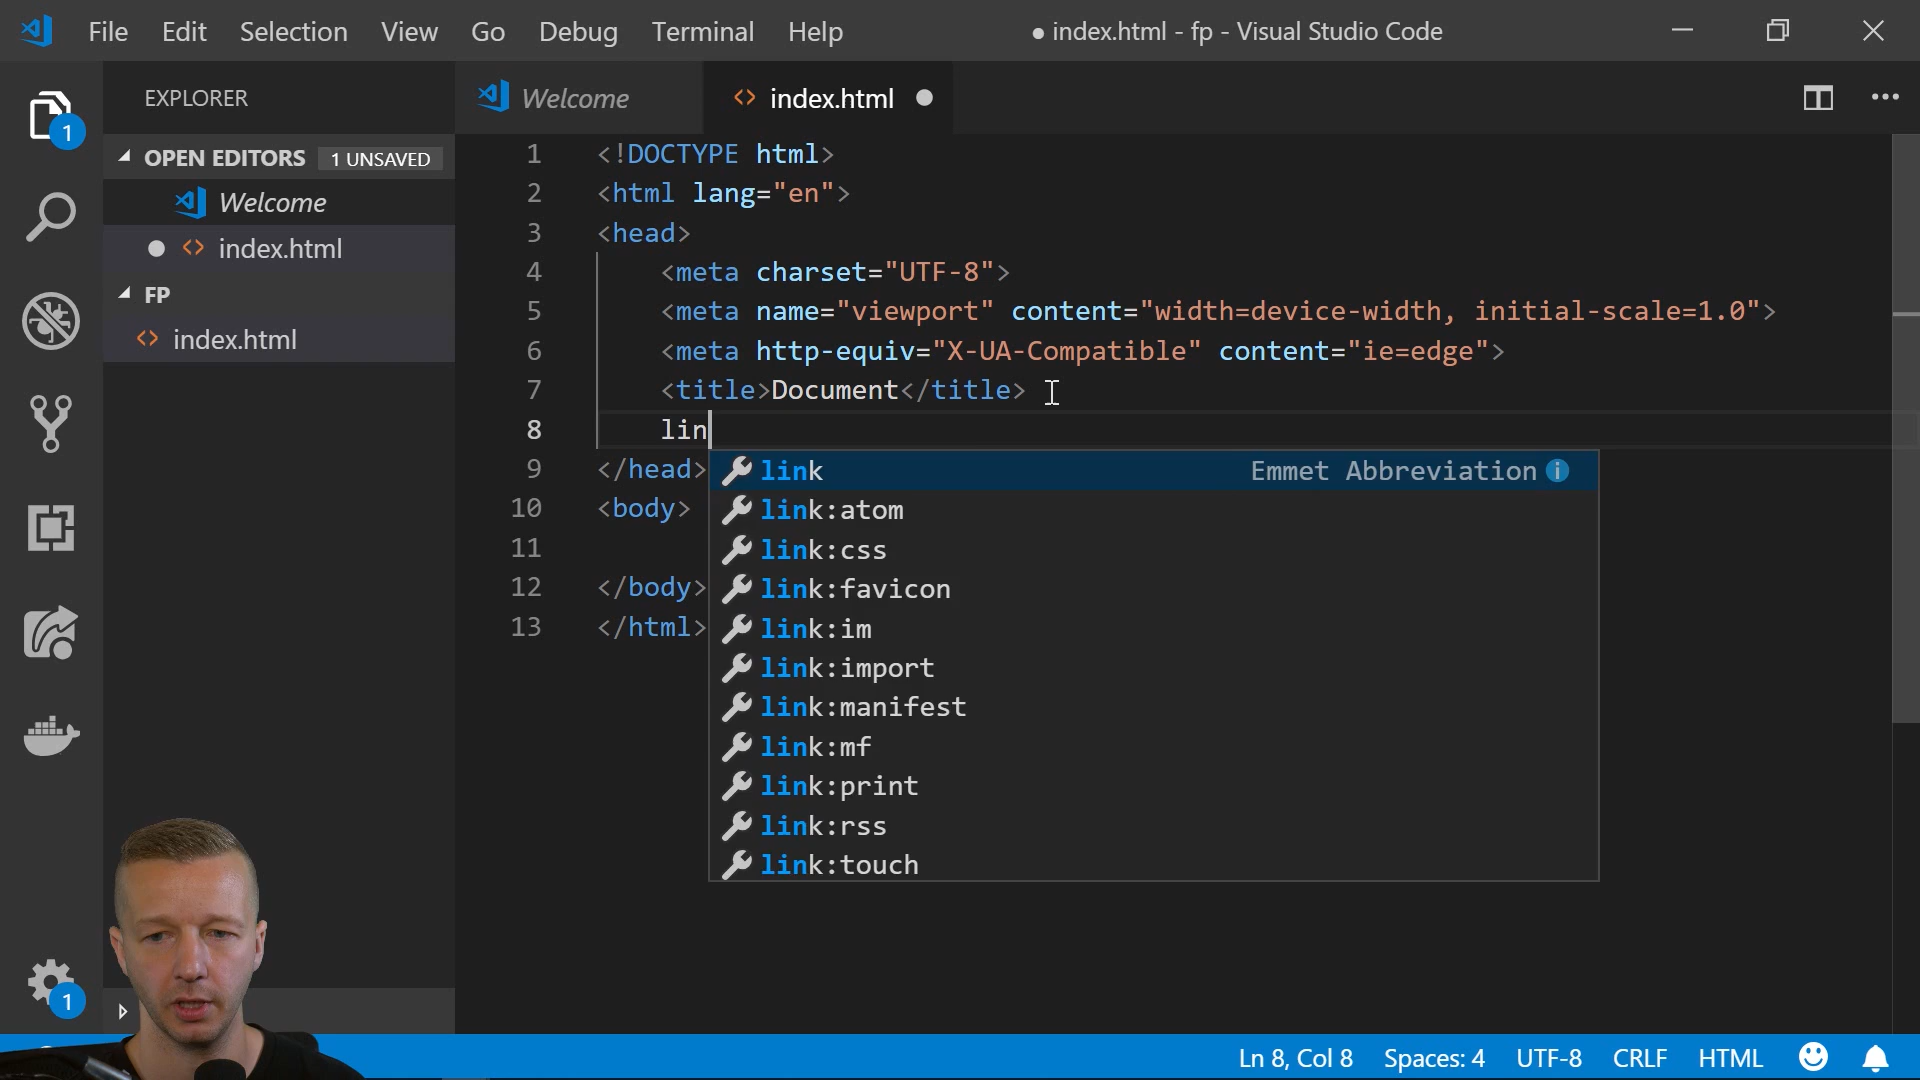 File Edit Selection View Go Debug Terminal Help
● index.html - fp - Visual Studio Code
EXPLORER
Welcome
index.html
1
OPEN EDITORS 1 UNSAVED
Welcome
index.html
FP
index.html
1 <!DOCTYPE html>
2 <html lang="en">
3 <head>
4 <meta charset="UTF-8">
5 <meta name="viewport" content="width=device-width, initial-scale=1.0">
6 <meta http-equiv="X-UA-Compatible" content="ie=edge">
7 <title>Document</title>
8 lin
9 </head>
10 <body>
11
12 </body>
13 </html>
link Emmet Abbreviation
link:atom
link:css
link:favicon
link:im
link:import
link:manifest
link:mf
link:print
link:rss
link:touch
1
Ln 8, Col 8 Spaces: 4 UTF-8 CRLF HTML